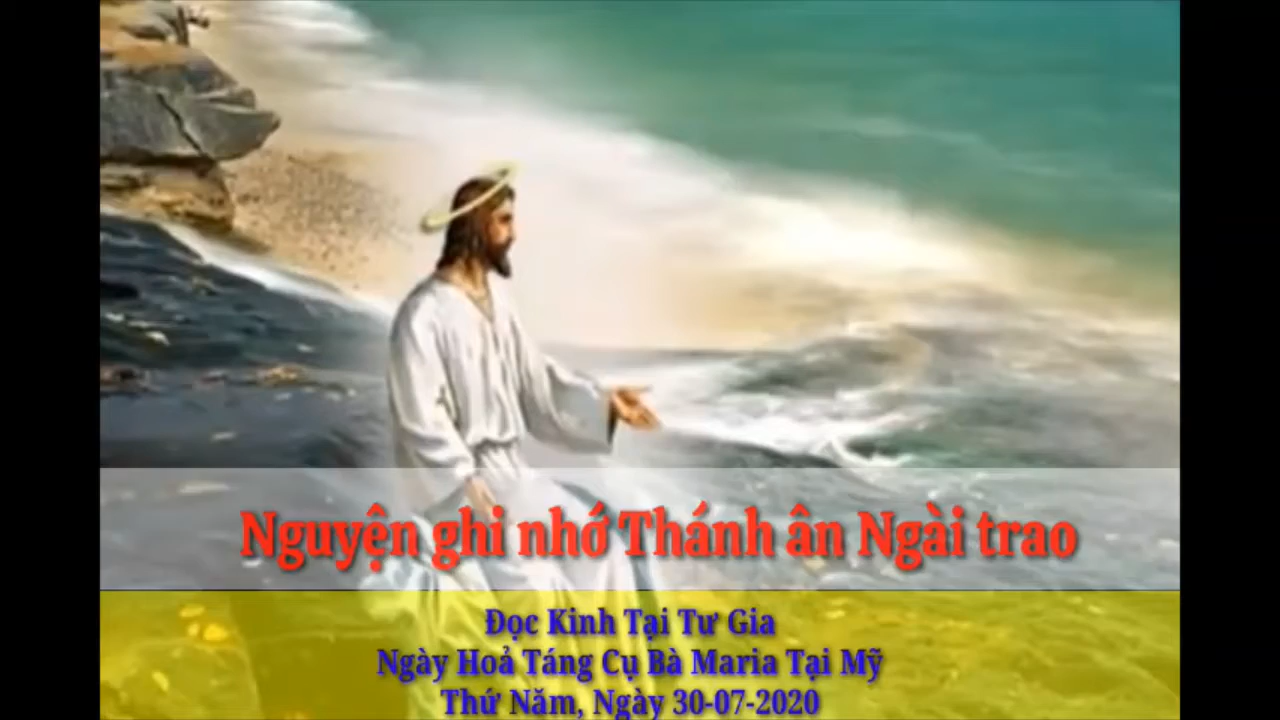 Nguyện ghi nhớ Thánh ân Ngài trao
Đọc Kinh Tại Tư Gia
Ngày Hoả Táng Cụ Bà Maria Tại Mỹ
Thứ Năm, Ngày 30-07-2020